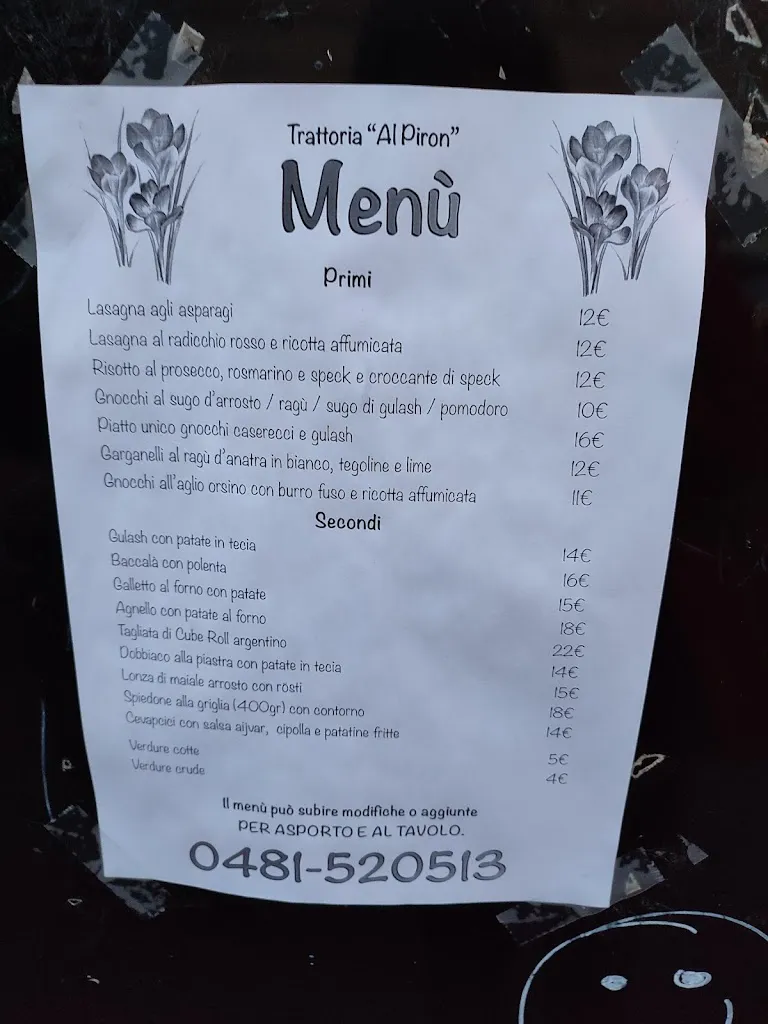 Trattoria “Al Piron”
Menù
Primi
Lasagna agli asparagi 12€
Lasagna al radicchio rosso e ricotta affumicata 12€
Risotto al prosecco, rosmarino e speck e croccante di speck 12€
Gnocchi al sugo d'arrosto / ragù / sugo di gulash / pomodoro 10€
Piatto unico gnocchi caserecci e gulash 16€
Garganelli al ragù d'anatra in bianco, tegoline e lime 12€
Gnocchi all'aglio orsino con burro fuso e ricotta affumicata 11€
Secondi
Gulash con patate in tecia 14€
Baccalà con polenta 16€
Galletto al forno con patate 15€
Agnello con patate al forno 18€
Tagliata di Cube Roll argentino 22€
Dobbiaco alla piastra con patate in tecia 14€
Lonza di maiale arrosto con rosti 15€
Spiedone alla griglia (400gr) con contorno 18€
Cevapcici con salsa aijvar, cipolla e patatine fritte 14€
Verdure cotte 5€
Verdure crude 4€
Il menù può subire modifiche o aggiunte
PER ASPORTO E AL TAVOLO.
0481-520513